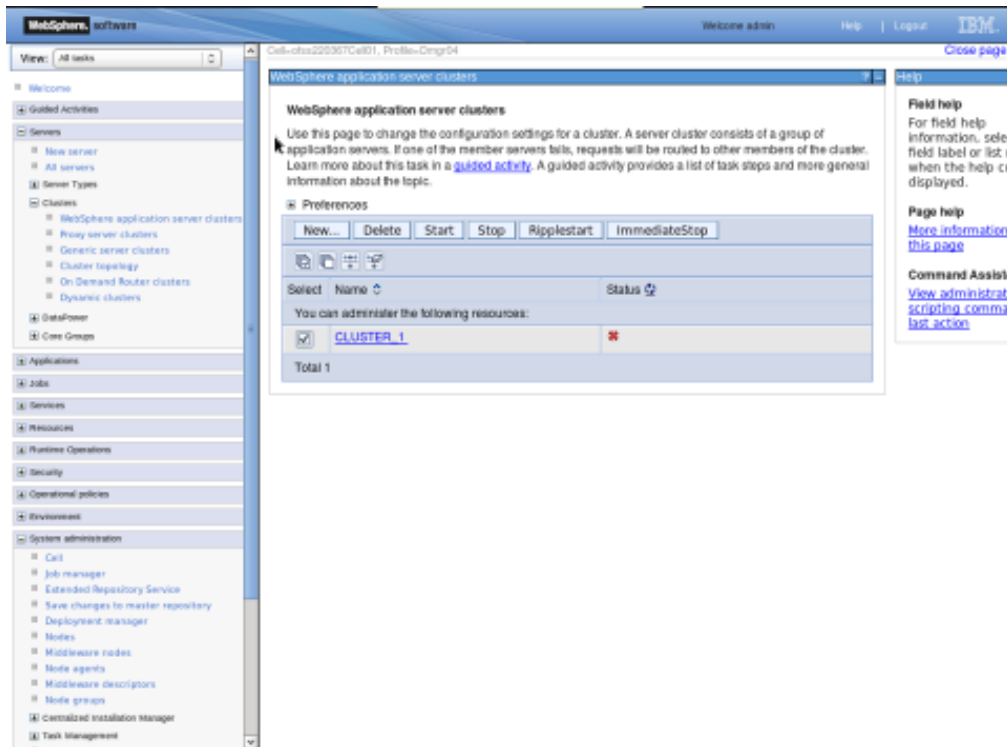 WebSphere. software
Welcome admin
Help | Logout
IBM.
View: All tasks
Welcome
Guided Activities
Servers
New server
All servers
Server Types
Clusters
WebSphere application server clusters
Proxy server clusters
Generic server clusters
Cluster topology
On Demand Router clusters
Dynamic clusters
DataPower
Core Groups
Applications
Jobs
Services
Resources
Runtime Operations
Security
Operational policies
Environment
System administration
Cell
Job manager
Extended Repository Service
Save changes to master repository
Deployment manager
Nodes
Middleware nodes
Node agents
Middleware descriptors
Node groups
Centralized Installation Manager
Task Management
Cell=ofss220367Cell01, Profile=Dmgr04
Close page
WebSphere application server clusters
? -
WebSphere application server clusters
Use this page to change the configuration settings for a cluster. A server cluster consists of a group of
application servers. If one of the member servers fails, requests will be routed to other members of the cluster.
Learn more about this task in a guided activity. A guided activity provides a list of task steps and more general
information about the topic.
Preferences
New... Delete Start Stop Ripplestart ImmediateStop
Select Name Status
You can administer the following resources:
CLUSTER_1
Total 1
Help
Field help
For field help
information, sele
field label or list
when the help c
displayed.
Page help
More information
this page
Command Assist
View administrat
scripting comma
last action